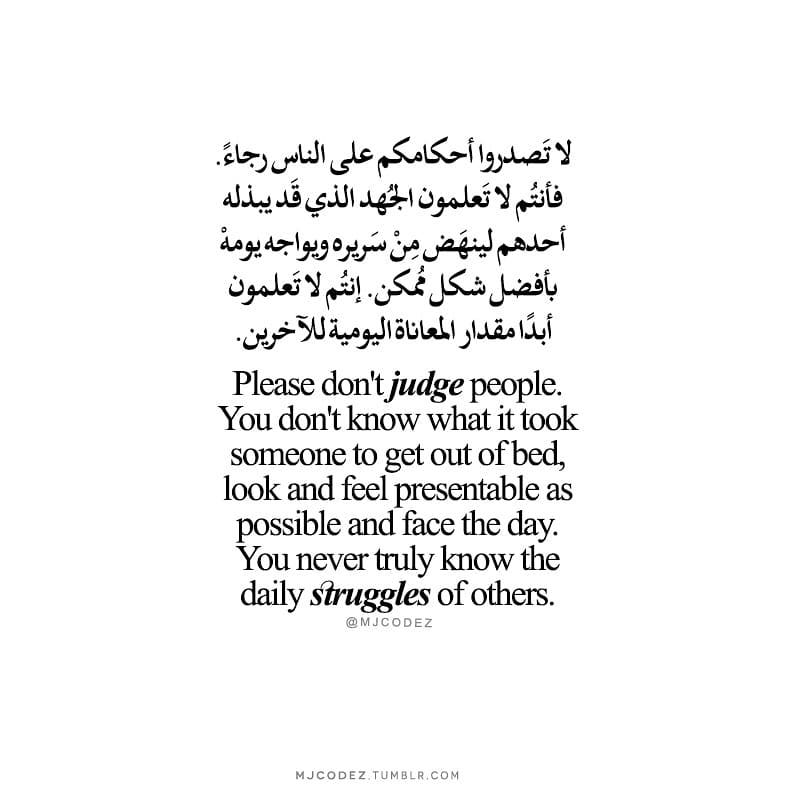 لا تَصدروا أحكامكم على الناس رجاءً.
فأنتُم لا تَعلمون الجُهد الذي قَد يبذله
أحدهم لينهَض مِنْ سَريره ويواجه يومهْ
بأفضل شكل مُمكن. إنتُم لا تَعلمون
أبدًا مقدار المعاناة اليومية للآخرين.
Please don't judge people.
You don't know what it took
someone to get out of bed,
look and feel presentable as
possible and face the day.
You never truly know the
daily struggles of others.
@MJCODEZ
MJCODEZ.TUMBLR.COM